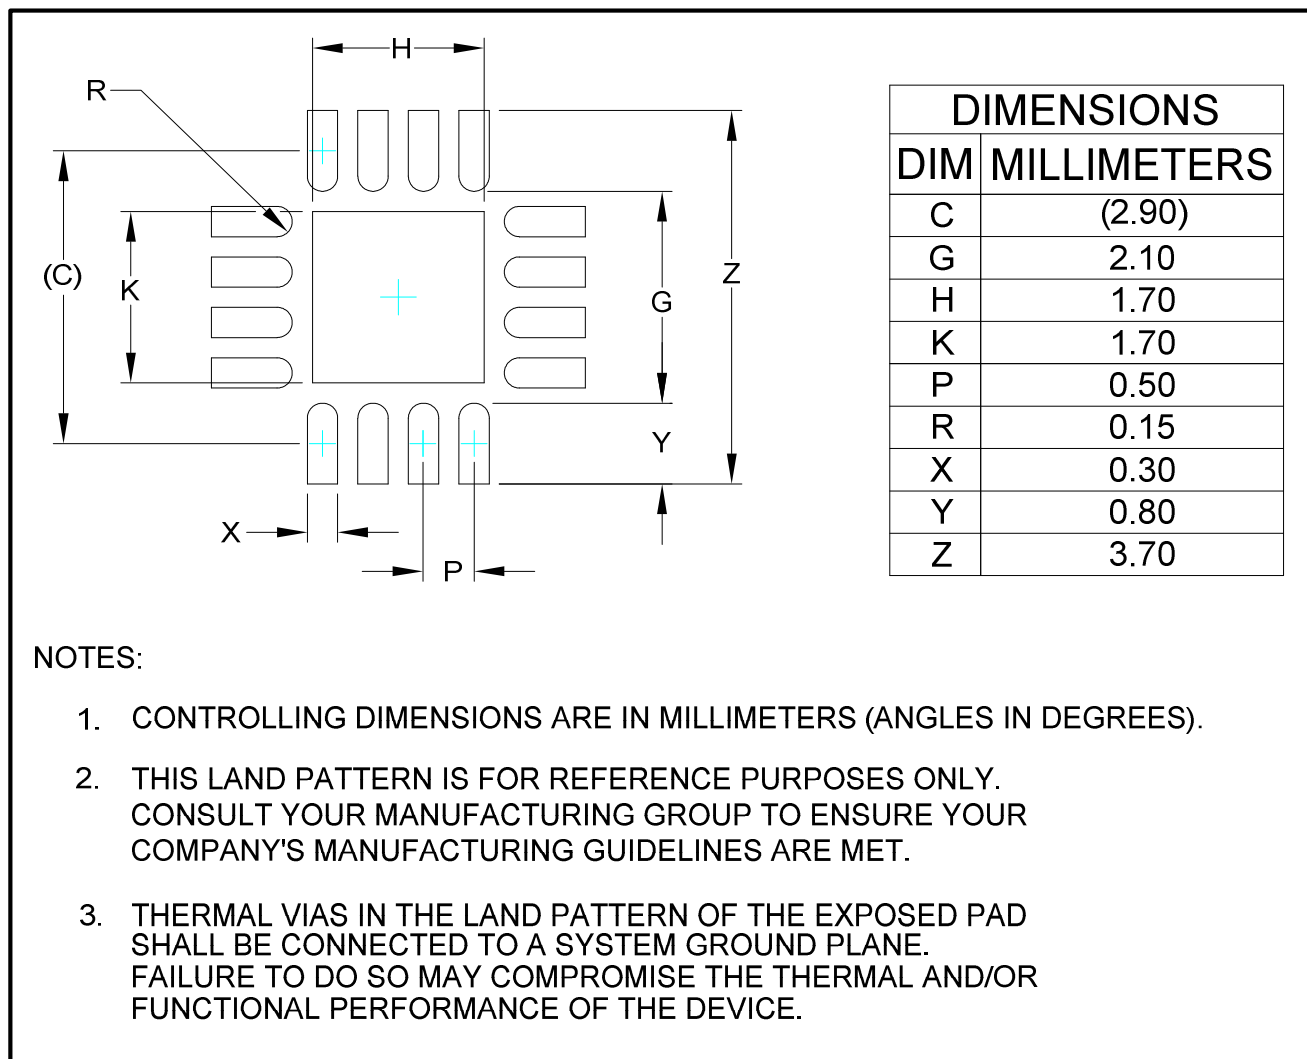 H
R
(C)
K
G
Z
Y
X
P
DIMENSIONS
DIM MILLIMETERS
C (2.90)
G 2.10
H 1.70
K 1.70
P 0.50
R 0.15
X 0.30
Y 0.80
Z 3.70
NOTES:
1. CONTROLLING DIMENSIONS ARE IN MILLIMETERS (ANGLES IN DEGREES).
2. THIS LAND PATTERN IS FOR REFERENCE PURPOSES ONLY.
CONSULT YOUR MANUFACTURING GROUP TO ENSURE YOUR
COMPANY'S MANUFACTURING GUIDELINES ARE MET.
3. THERMAL VIAS IN THE LAND PATTERN OF THE EXPOSED PAD
SHALL BE CONNECTED TO A SYSTEM GROUND PLANE.
FAILURE TO DO SO MAY COMPROMISE THE THERMAL AND/OR
FUNCTIONAL PERFORMANCE OF THE DEVICE.